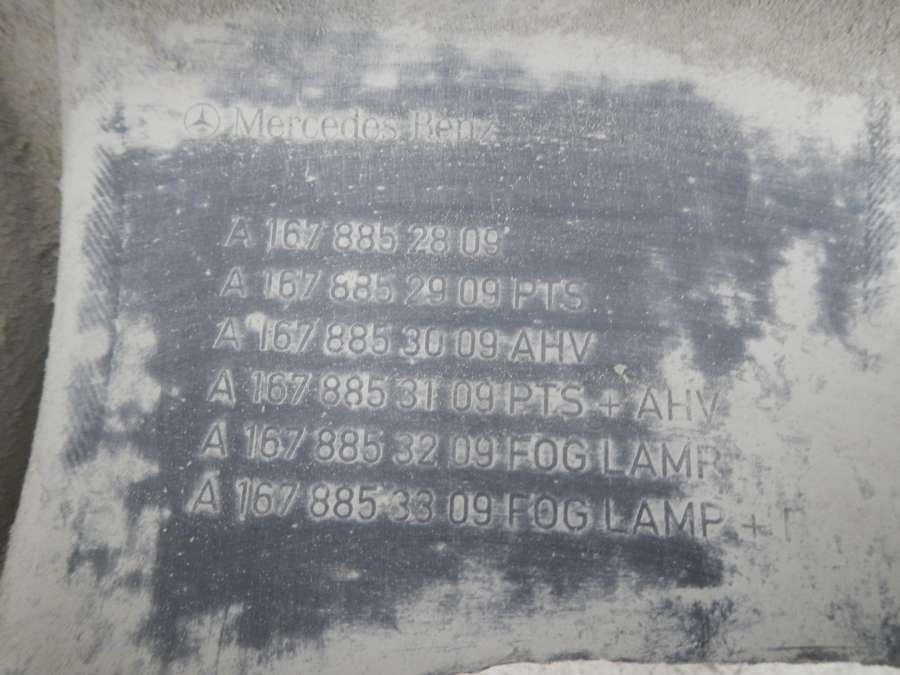 Mercedes Benz
A 167 885 28 09
A 167 885 29 09 PTS
A 167 885 30 09 AHV
A 167 885 31 09 PTS + AHV
A 167 885 32 09 FOG LAMP
A 167 885 33 09 FOG LAMP +